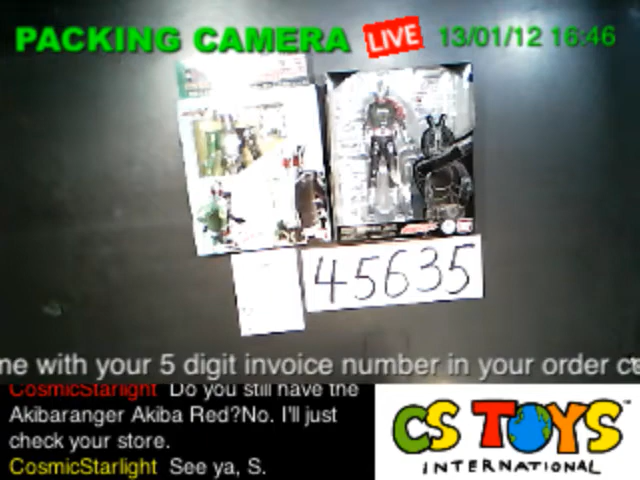 PACKING CAMERA LIVE 13/01/12 16:46
45635
ne with your 5 digit invoice number in your order c
CosmicStarlight Do you still have the
Akibaranger Akiba Red?No. I'll just
check your store.
CosmicStarlight See ya, S.
CS TOYS
INTERNATIONAL